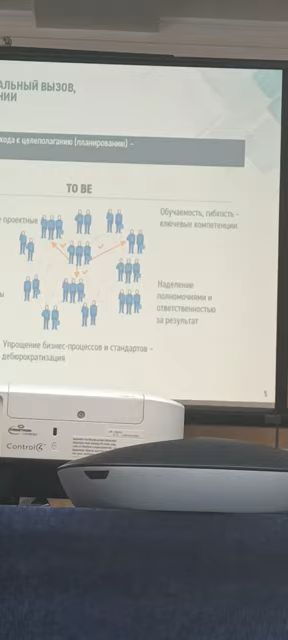 АЛЬНЫЙ ВЫЗОВ,
НИИ
хода к целеполаганию (планированию) –
TO BE
е проектные
Обучаемость, гибкость -
ключевые компетенции
Наделение
полномочиями и
ответственностью
за результат
ы
Упрощение бизнес-процессов и стандартов –
дебюрократизация
5
Control4